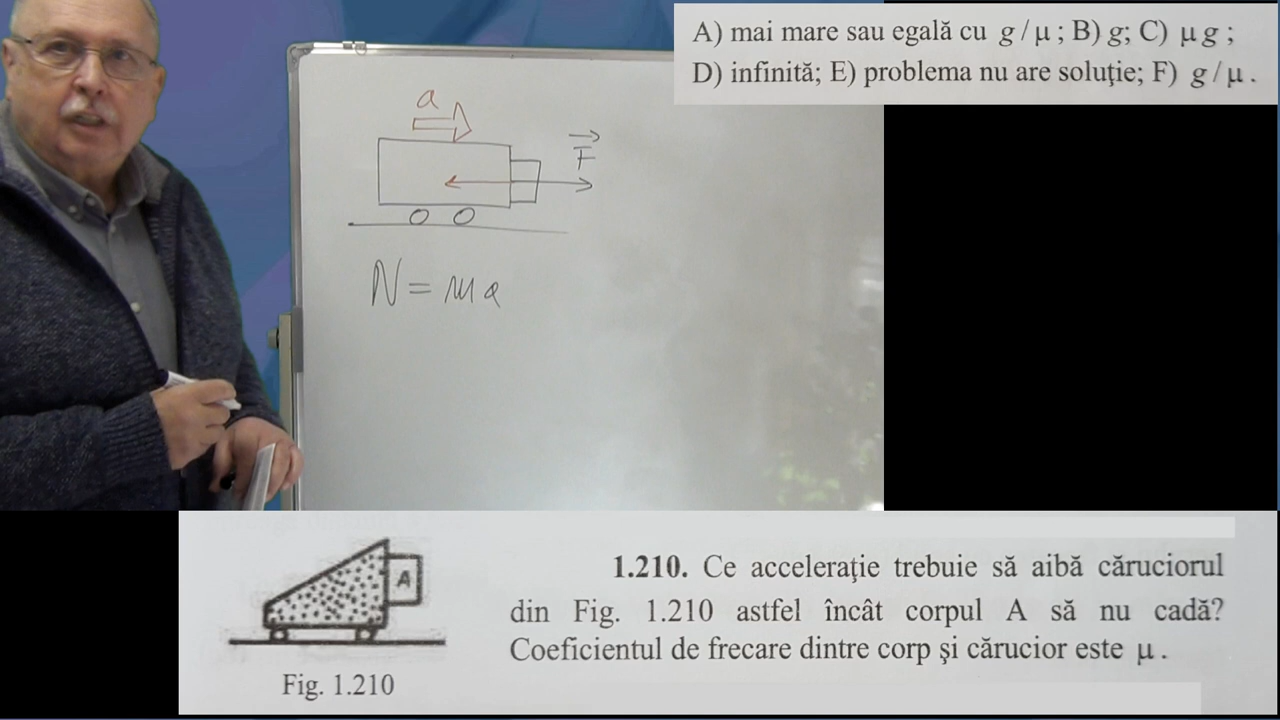 A) mai mare sau egală cu g/μ; B) g; C) μg;
D) infinită; E) problema nu are soluţie; F) g/μ.
a
F
N = ma
A
1.210. Ce acceleraţie trebuie să aibă căruciorul
din Fig. 1.210 astfel încât corpul A să nu cadă?
Coeficientul de frecare dintre corp şi cărucior este μ.
Fig. 1.210